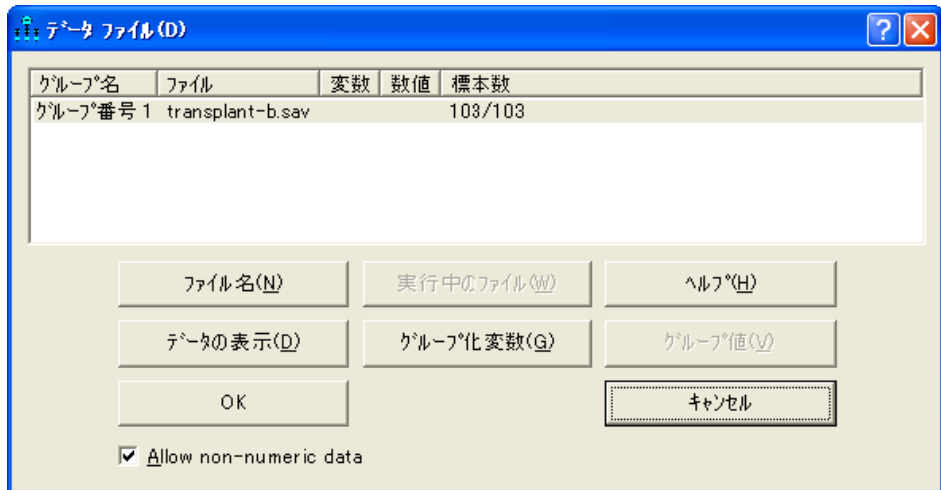 ﾃﾞｰﾀ ﾌｧｲﾙ(D)
ｸﾞﾙｰﾌﾟ名 ﾌｧｲﾙ 変数 数値 標本数
ｸﾞﾙｰﾌﾟ番号 1 transplant-b.sav 103/103
ﾌｧｲﾙ名(N) 実行中のﾌｧｲﾙ(W) ﾍﾙﾌﾟ(H)
ﾃﾞｰﾀの表示(D) ｸﾞﾙｰﾌﾟ化変数(G) ｸﾞﾙｰﾌﾟ値(V)
OK ｷｬﾝｾﾙ
Allow non-numeric data